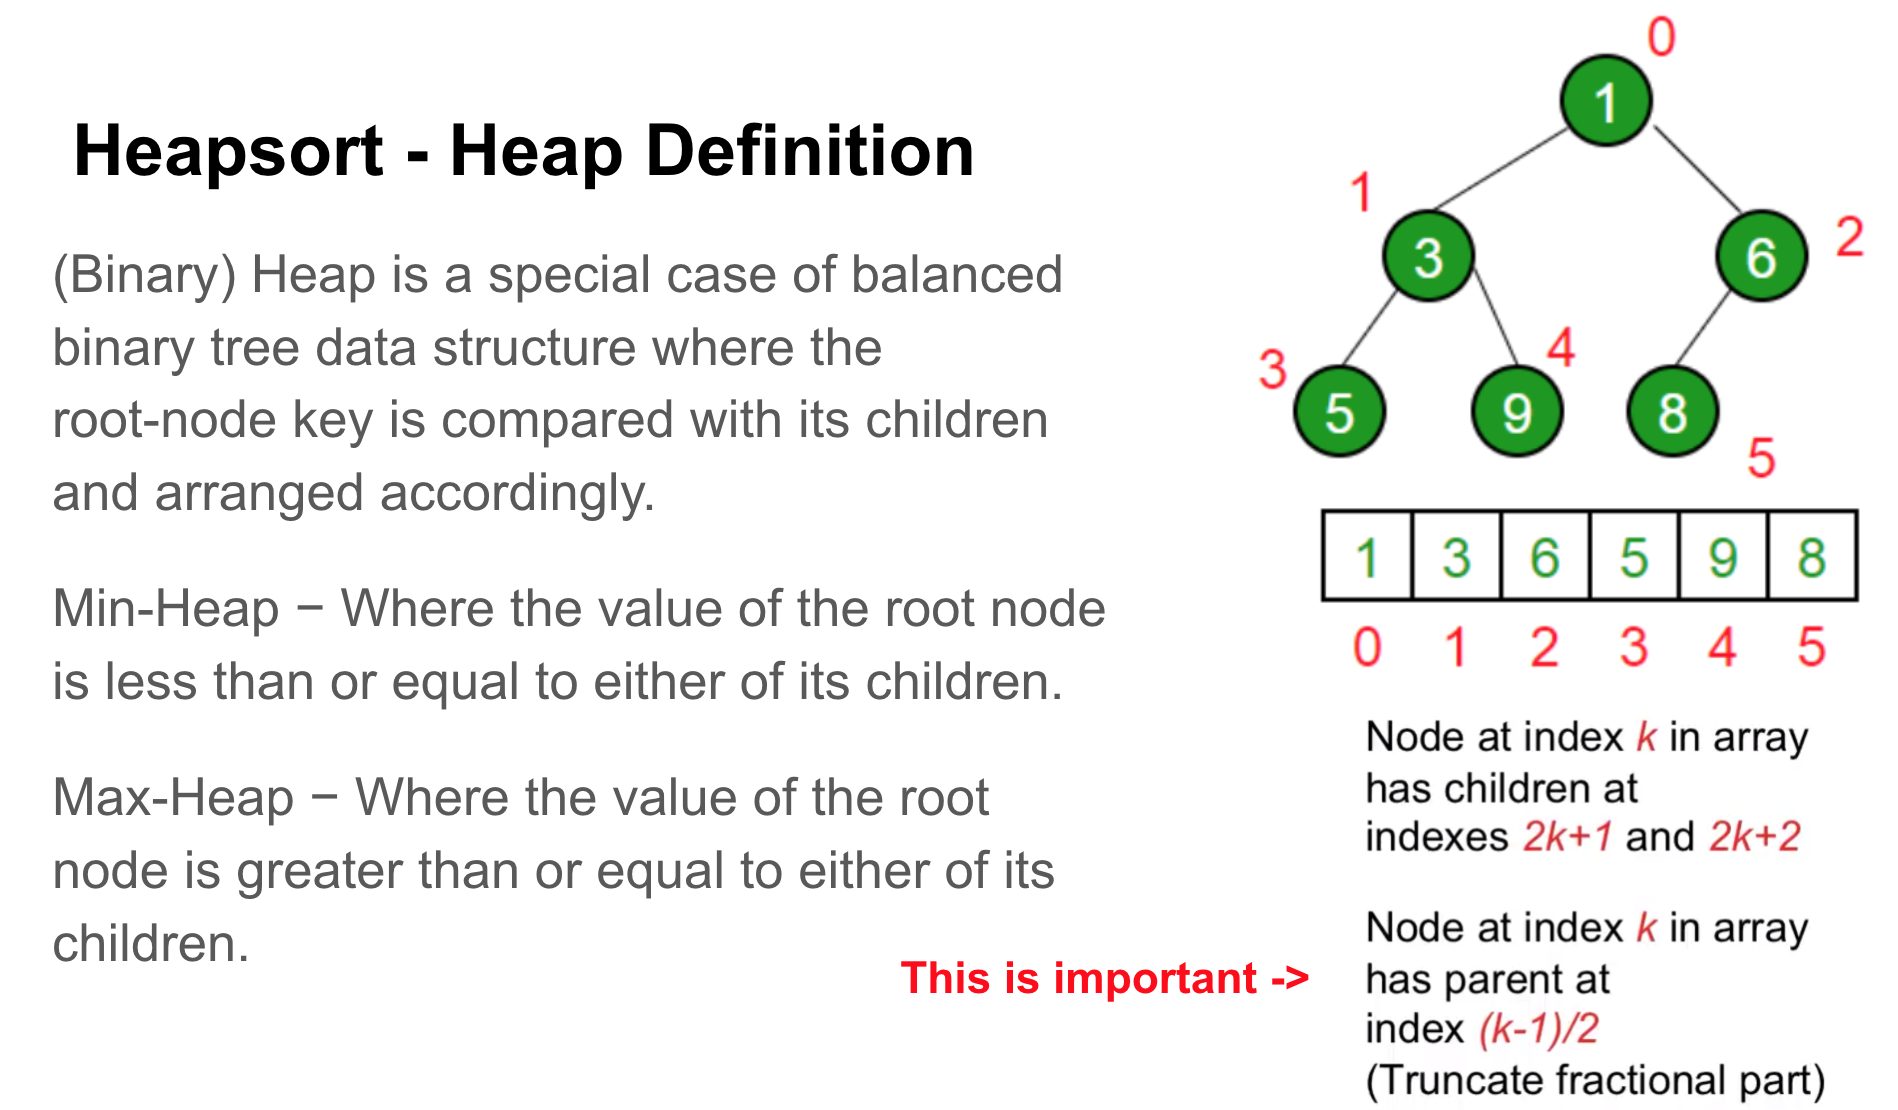 Heapsort - Heap Definition
(Binary) Heap is a special case of balanced
binary tree data structure where the
root-node key is compared with its children
and arranged accordingly.
Min-Heap − Where the value of the root node
is less than or equal to either of its children.
Max-Heap − Where the value of the root
node is greater than or equal to either of its
children.
This is important ->
0
1
1
3
6
2
3
4
5
9
8
5
1 3 6 5 9 8
0 1 2 3 4 5
Node at index k in array
has children at
indexes 2k+1 and 2k+2
Node at index k in array
has parent at
index (k-1)/2
(Truncate fractional part)